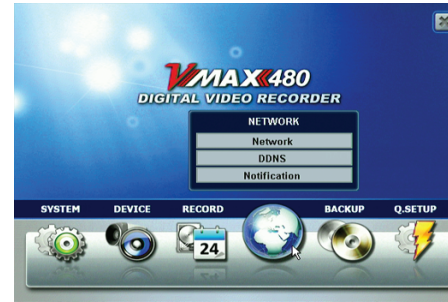 VMAX480
DIGITAL VIDEO RECORDER
NETWORK
Network
DDNS
Notification
SYSTEM DEVICE RECORD BACKUP Q.SETUP
24